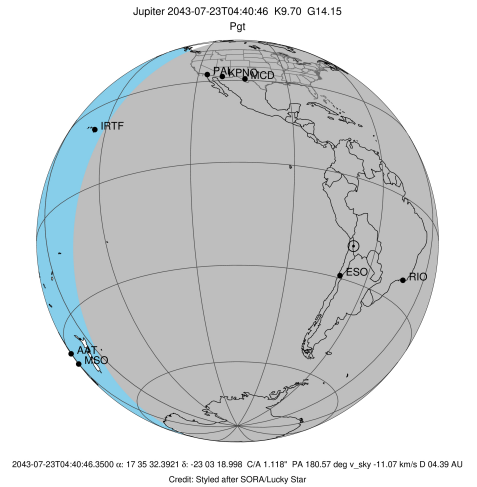 Jupiter 2043-07-23T04:40:46  K9.70  G14.15
Pgt
PAL KPNO MCD
IRTF
ESO
RIO
AAT
MSO
2043-07-23T04:40:46.3500 α: 17 35 32.3921 δ: -23 03 18.998  C/A 1.118"  PA 180.57 deg v_sky -11.07 km/s D 04.39 AU
Credit: Styled after SORA/Lucky Star